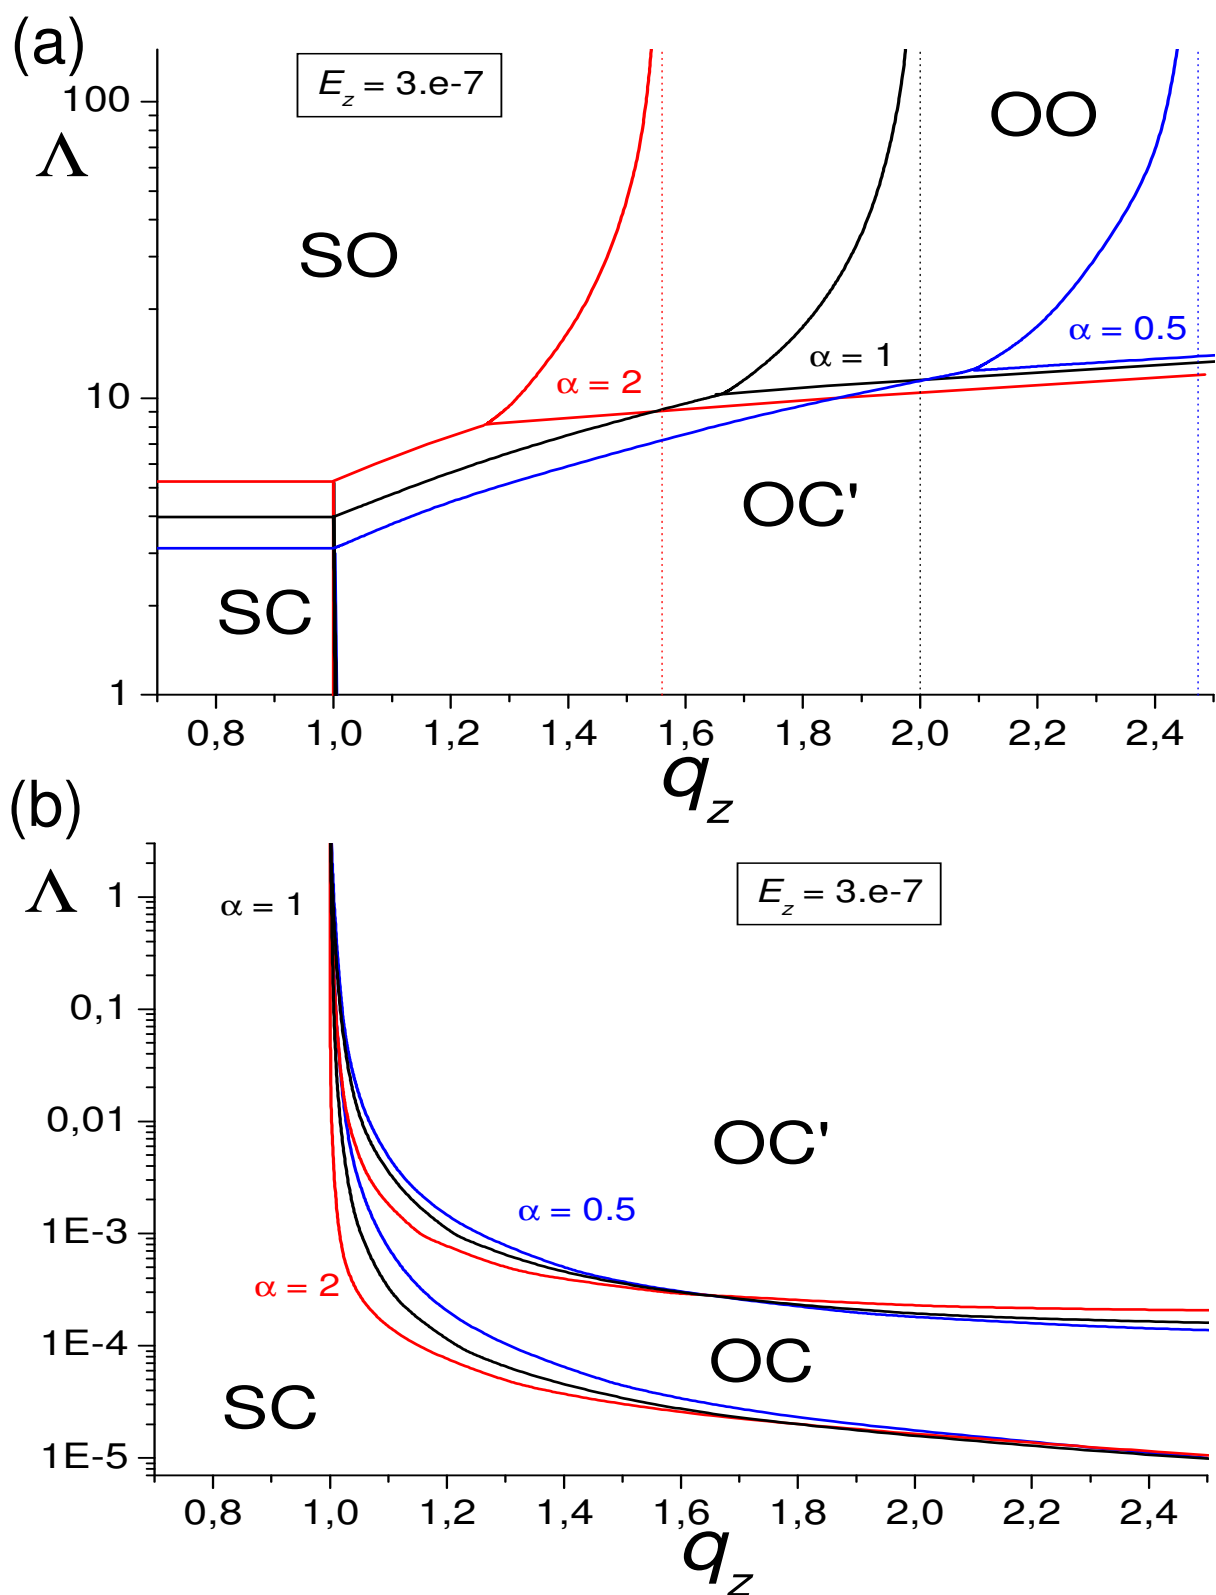 (a)
E_z = 3.e-7
100
OO
Λ
SO
α = 0.5
α = 1
α = 2
10
OC'
SC
1
0,8 1,0 1,2 1,4 1,6 1,8 2,0 2,2 2,4
q_z
(b)
Λ
E_z = 3.e-7
1
α = 1
0,1
0,01
OC'
α = 0.5
1E-3
α = 2
1E-4
OC
SC
1E-5
0,8 1,0 1,2 1,4 1,6 1,8 2,0 2,2 2,4
q_z